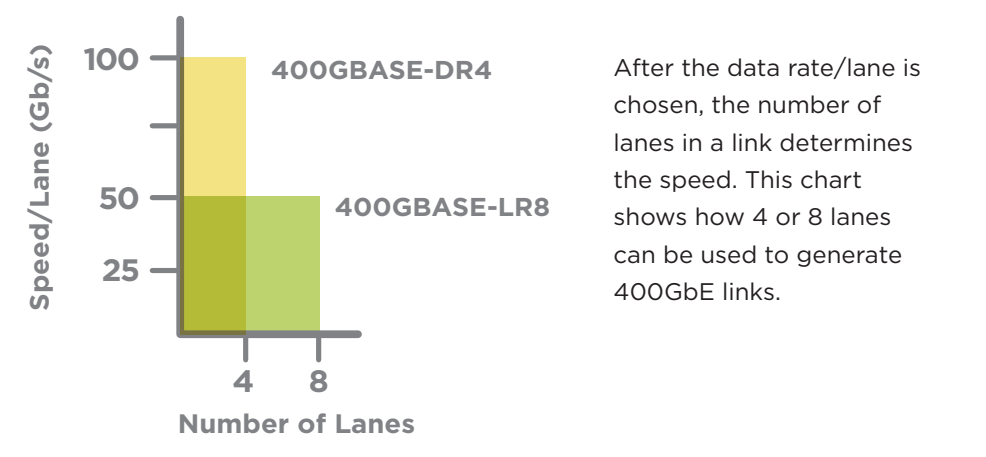 Speed/Lane (Gb/s)
100
50
25
400GBASE-DR4
400GBASE-LR8
4
8
Number of Lanes
After the data rate/lane is
chosen, the number of
lanes in a link determines
the speed. This chart
shows how 4 or 8 lanes
can be used to generate
400GbE links.